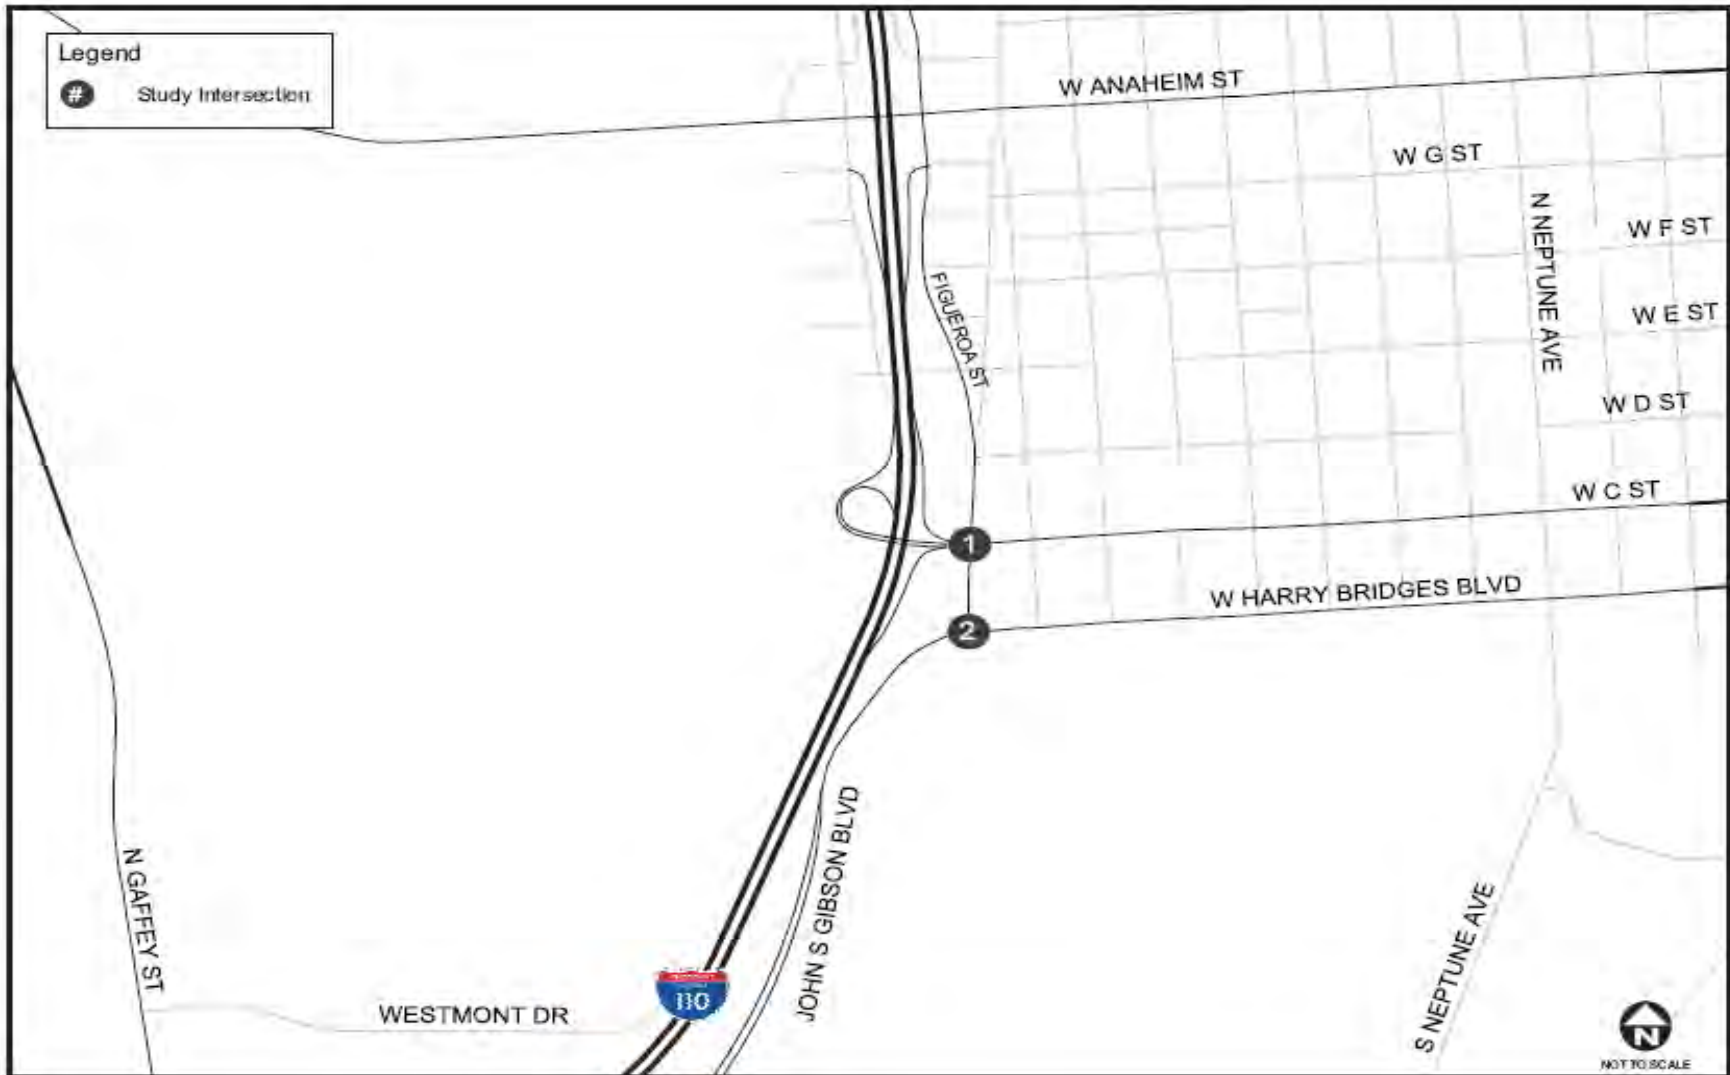 Legend
# Study Intersection
W ANAHEIM ST
W G ST
N NEPTUNE AVE
W F ST
FIGUEROA ST
W E ST
W D ST
W C ST
1
W HARRY BRIDGES BLVD
2
JOHN S GIBSON BLVD
N GAFFEY ST
S NEPTUNE AVE
110
WESTMONT DR
N
NOT TO SCALE